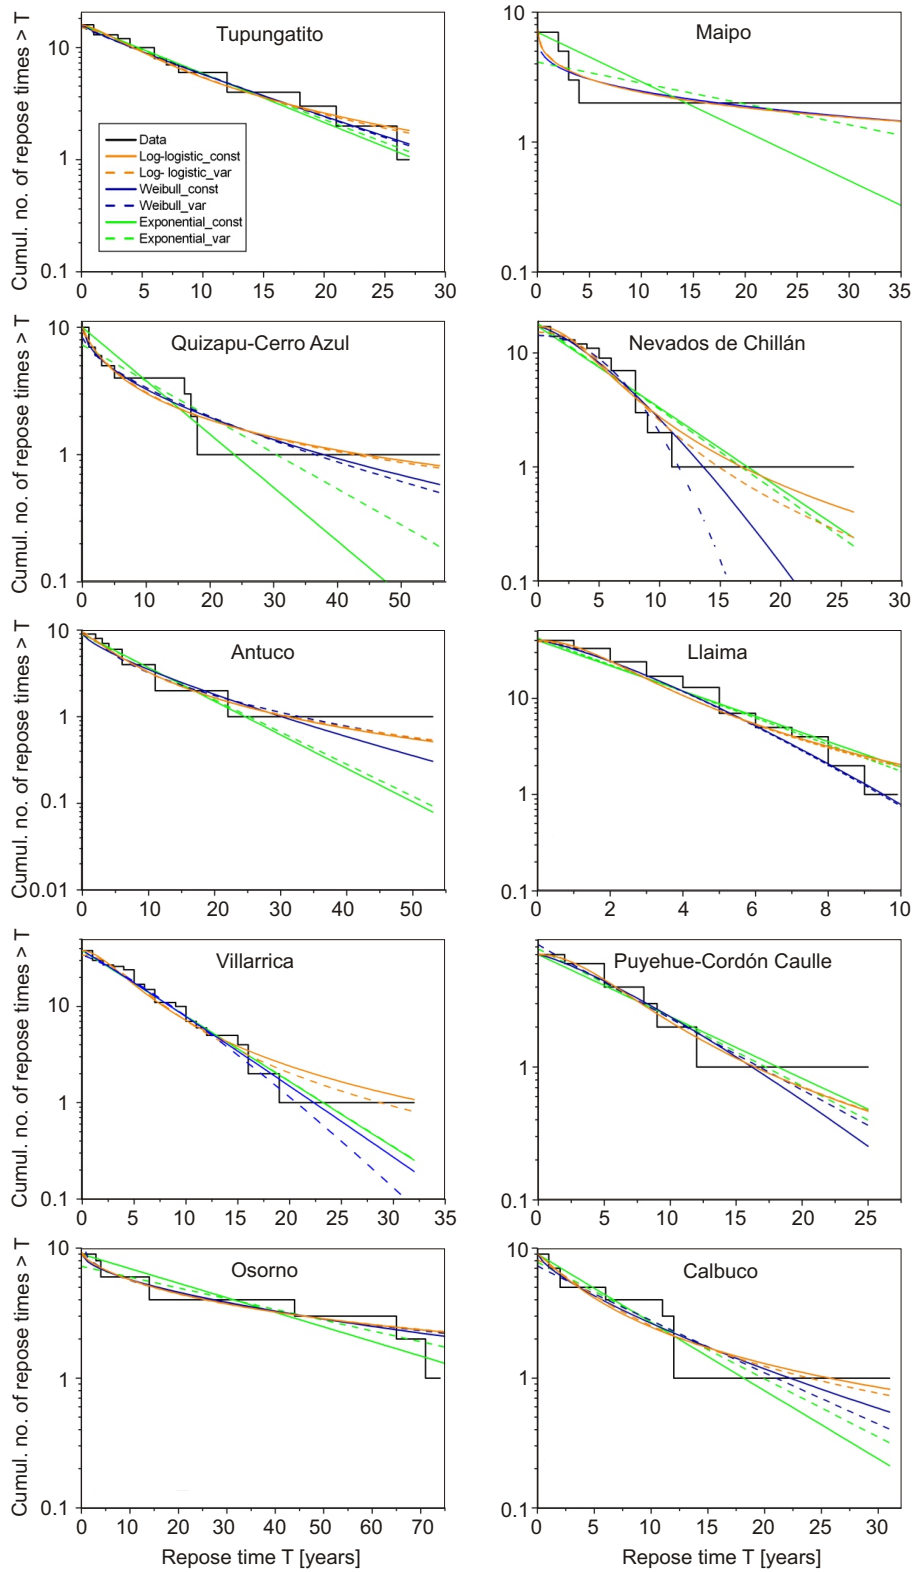 Cumul. no. of repose times > T
10
1
0.1
Tupungatito
Data
Log-logistic_const
Log- logistic_var
Weibull_const
Weibull_var
Exponential_const
Exponential_var
0 5 10 15 20 25 30
10
1
0.1
Maipo
0 5 10 15 20 25 30 35
Cumul. no. of repose times > T
10
1
0.1
Quizapu-Cerro Azul
0 10 20 30 40 50
10
1
0.1
Nevados de Chillán
0 5 10 15 20 25 30
Cumul. no. of repose times > T
10
1
0.1
0.01
Antuco
0 10 20 30 40 50
10
1
0.1
Llaima
0 2 4 6 8 10
Cumul. no. of repose times > T
10
1
0.1
Villarrica
0 5 10 15 20 25 30 35
1
0.1
Puyehue-Cordón Caulle
0 5 10 15 20 25
Cumul. no. of repose times > T
10
1
0.1
Osorno
0 10 20 30 40 50 60 70
Repose time T [years]
10
1
0.1
Calbuco
0 5 10 15 20 25 30
Repose time T [years]